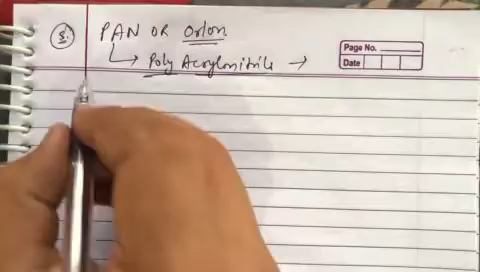 8. PAN OR Orlon
Poly Acrylonitrile →
Page No.
Date